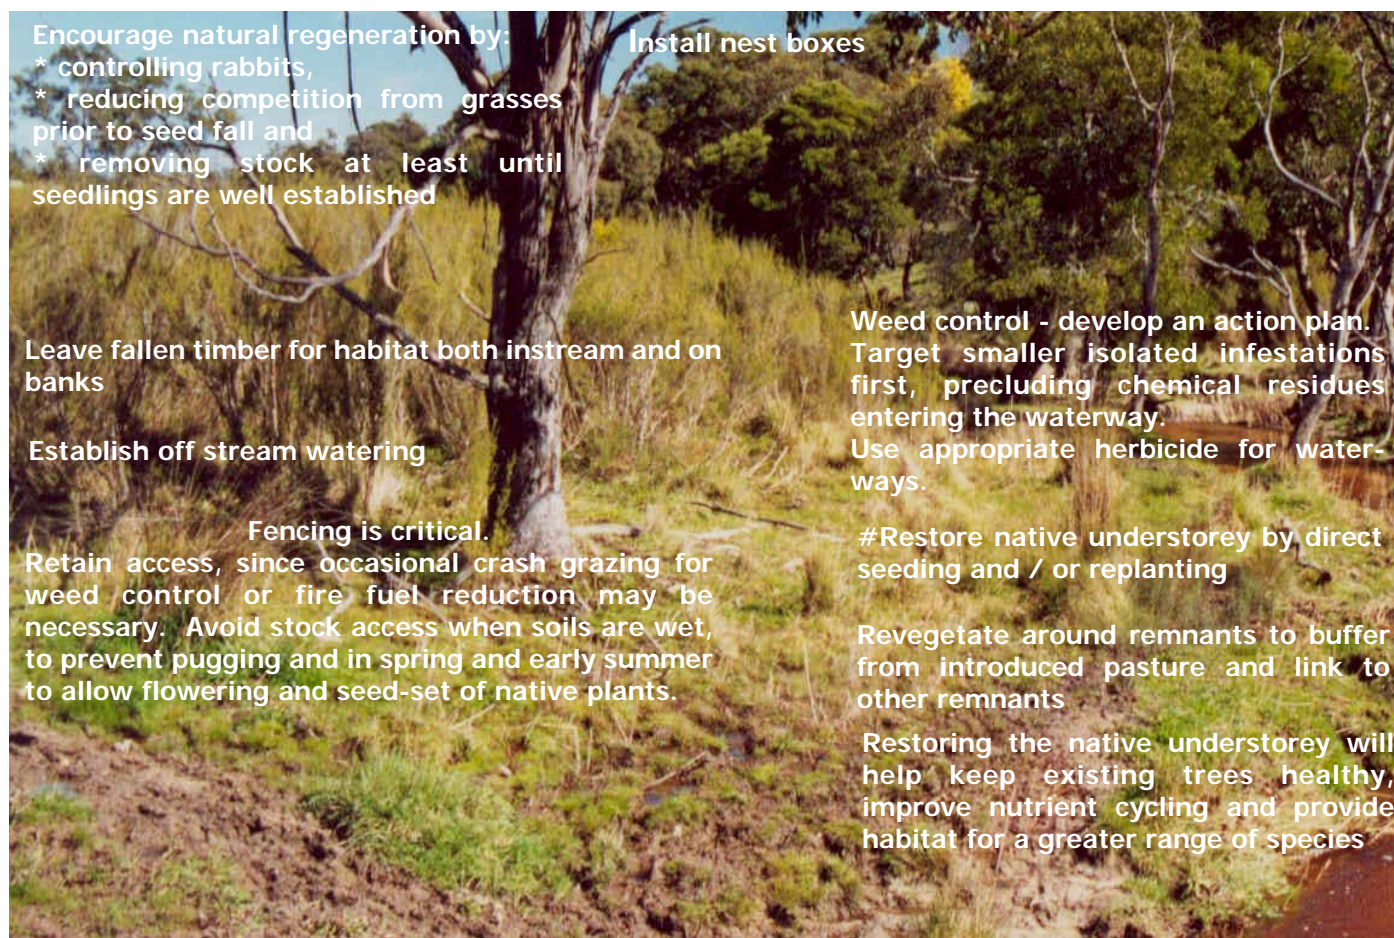 Encourage natural regeneration by:
* controlling rabbits,
* reducing competition from grasses
prior to seed fall and
* removing stock at least until
seedlings are well established
Install nest boxes
Leave fallen timber for habitat both instream and on
banks
Establish off stream watering
Fencing is critical.
Retain access, since occasional crash grazing for
weed control or fire fuel reduction may be
necessary. Avoid stock access when soils are wet,
to prevent pugging and in spring and early summer
to allow flowering and seed-set of native plants.
Weed control - develop an action plan.
Target smaller isolated infestations
first, precluding chemical residues
entering the waterway.
Use appropriate herbicide for water-
ways.
#Restore native understorey by direct
seeding and / or replanting
Revegetate around remnants to buffer
from introduced pasture and link to
other remnants
Restoring the native understorey will
help keep existing trees healthy,
improve nutrient cycling and provide
habitat for a greater range of species